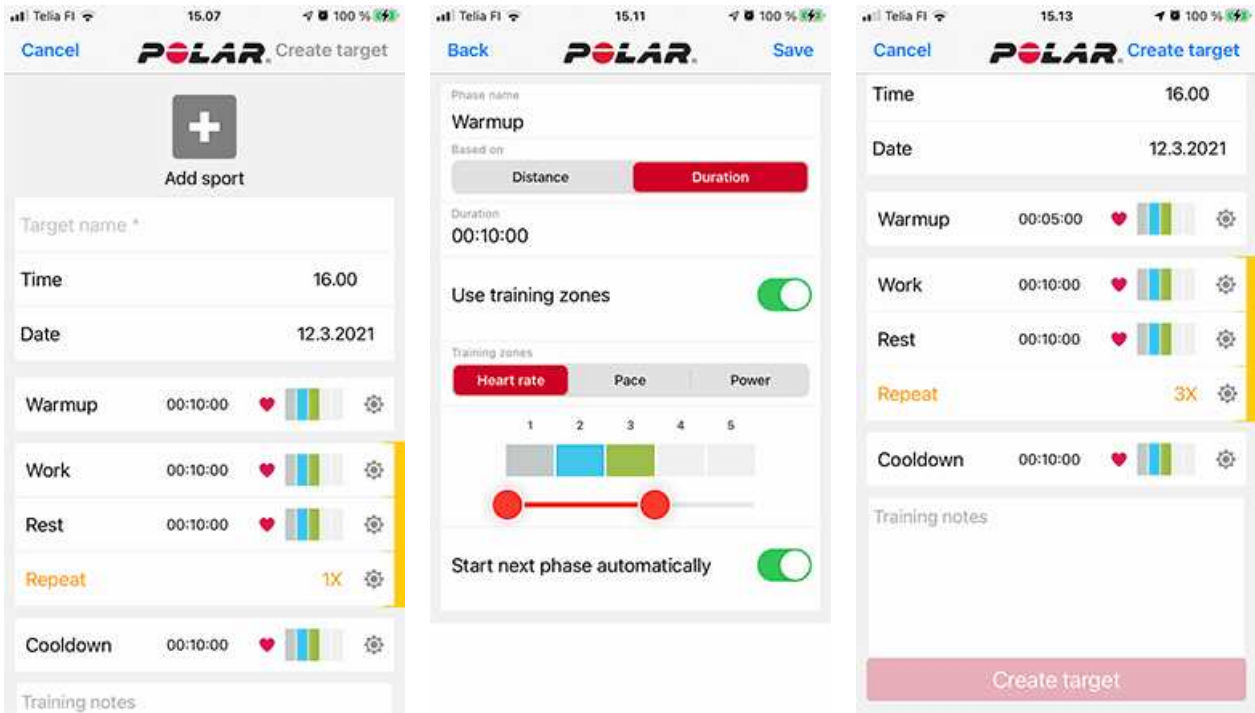 Telia FI 15.07 100 %
Cancel POLAR. Create target
Add sport
Target name *
Time 16.00
Date 12.3.2021
Warmup 00:10:00
Work 00:10:00
Rest 00:10:00
Repeat 1X
Cooldown 00:10:00
Training notes
Telia FI 15.11 100 %
Back POLAR. Save
Phase name
Warmup
Based on
Distance Duration
Duration
00:10:00
Use training zones
Training zones
Heart rate Pace Power
1 2 3 4 5
Start next phase automatically
Telia FI 15.13 100 %
Cancel POLAR. Create target
Time 16.00
Date 12.3.2021
Warmup 00:05:00
Work 00:10:00
Rest 00:10:00
Repeat 3X
Cooldown 00:10:00
Training notes
Create target